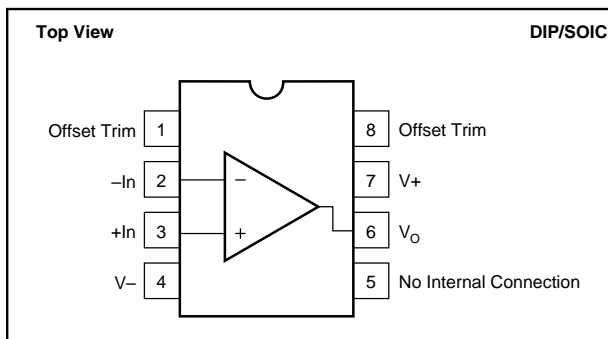 Top View
DIP/SOIC
Offset Trim 1
8 Offset Trim
–In 2
–
7 V+
+In 3
+
6 VO
V– 4
5 No Internal Connection